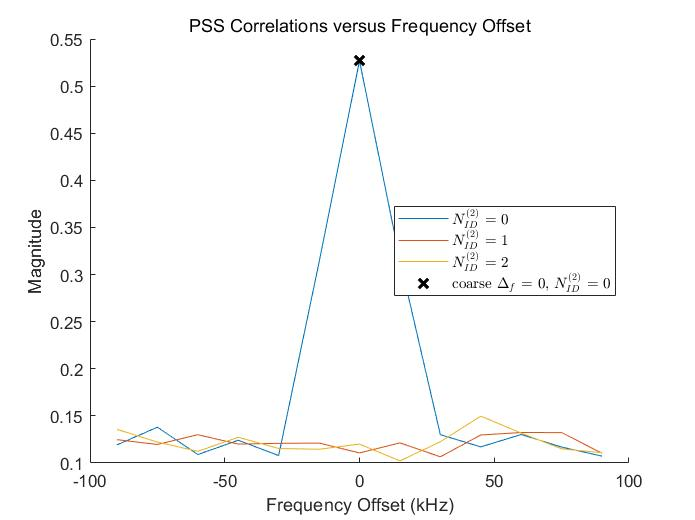 PSS Correlations versus Frequency Offset
0.55
0.5
0.45
0.4
0.35
0.3
0.25
0.2
0.15
0.1
Magnitude
N_{ID}^{(2)} = 0
N_{ID}^{(2)} = 1
N_{ID}^{(2)} = 2
coarse Δ_f = 0, N_{ID}^{(2)} = 0
-100 -50 0 50 100
Frequency Offset (kHz)